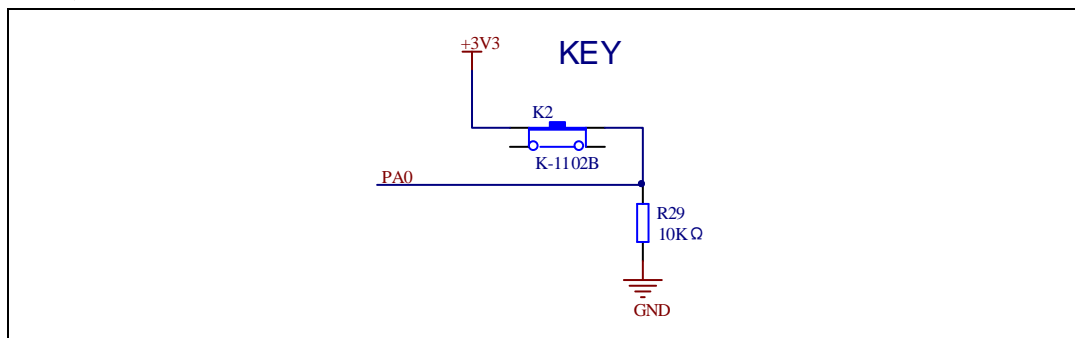 +3V3
KEY
K2
K-1102B
PA0
R29
10KΩ
GND